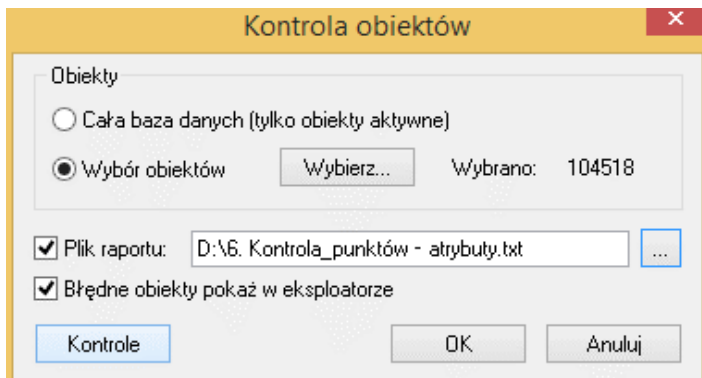 Kontrola obiektów
Obiekty
Cała baza danych (tylko obiekty aktywne)
Wybór obiektów Wybierz... Wybrano: 104518
Plik raportu: D:\6. Kontrola_punktów - atrybuty.txt ...
Błędne obiekty pokaż w eksploatorze
Kontrole OK Anuluj